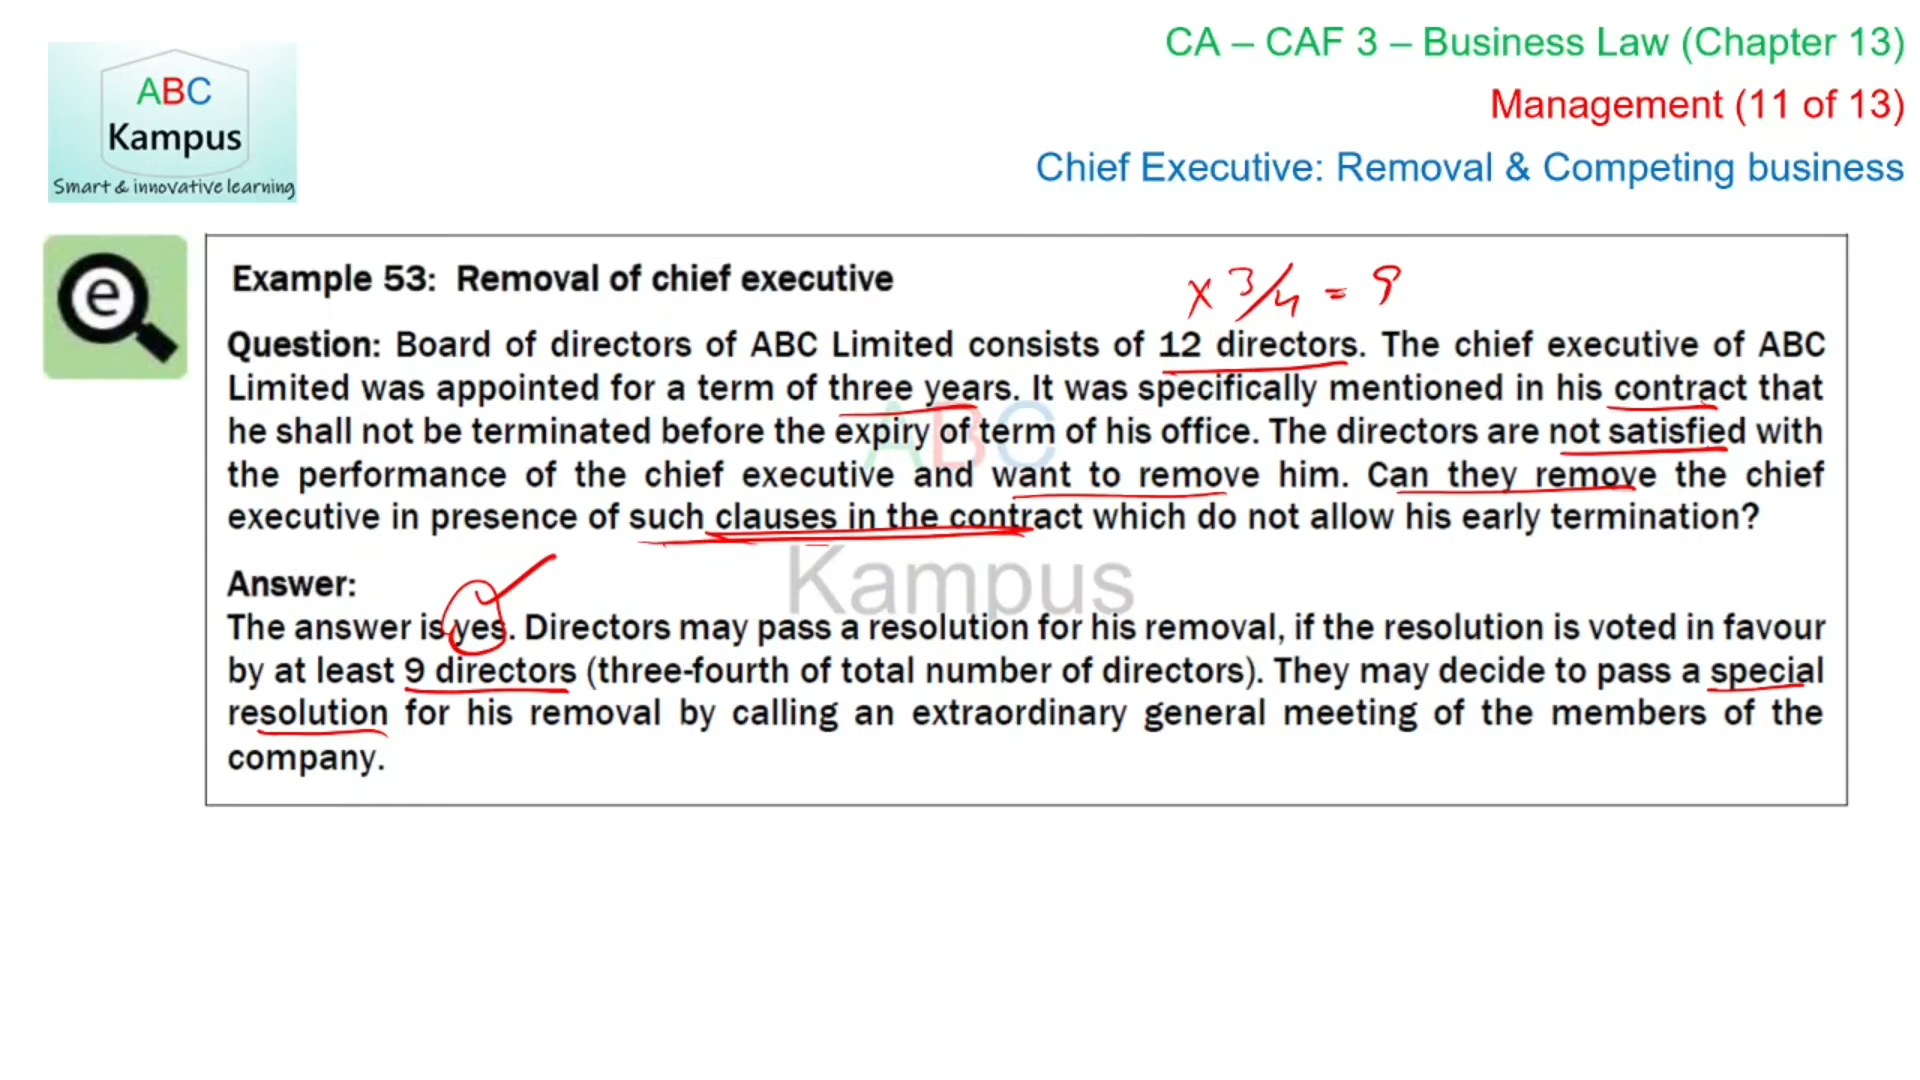 ABC
Kampus
Smart & innovative learning
CA – CAF 3 – Business Law (Chapter 13)
Management (11 of 13)
Chief Executive: Removal & Competing business
e
Example 53: Removal of chief executive
x 3/4 = 9
Question: Board of directors of ABC Limited consists of 12 directors. The chief executive of ABC
Limited was appointed for a term of three years. It was specifically mentioned in his contract that
he shall not be terminated before the expiry of term of his office. The directors are not satisfied with
the performance of the chief executive and want to remove him. Can they remove the chief
executive in presence of such clauses in the contract which do not allow his early termination?
ABC
Kampus
Answer:
The answer is yes. Directors may pass a resolution for his removal, if the resolution is voted in favour
by at least 9 directors (three-fourth of total number of directors). They may decide to pass a special
resolution for his removal by calling an extraordinary general meeting of the members of the
company.